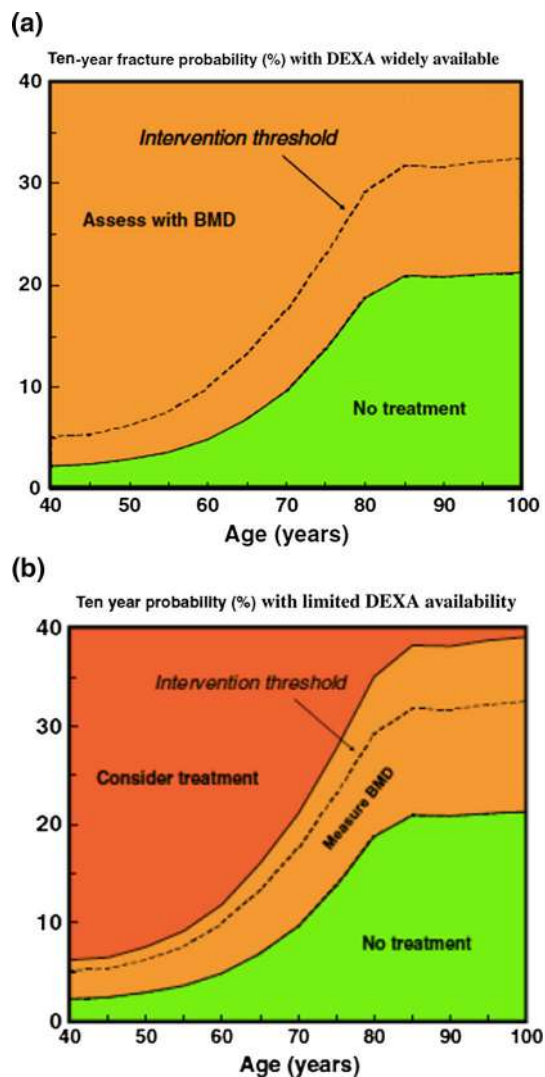 (a)
Ten-year fracture probability (%) with DEXA widely available
40
Intervention threshold
30
Assess with BMD
20
10
No treatment
0
40 50 60 70 80 90 100
Age (years)
(b)
Ten year probability (%) with limited DEXA availability
40
Intervention threshold
30
Consider treatment
Measure BMD
20
10
No treatment
0
40 50 60 70 80 90 100
Age (years)